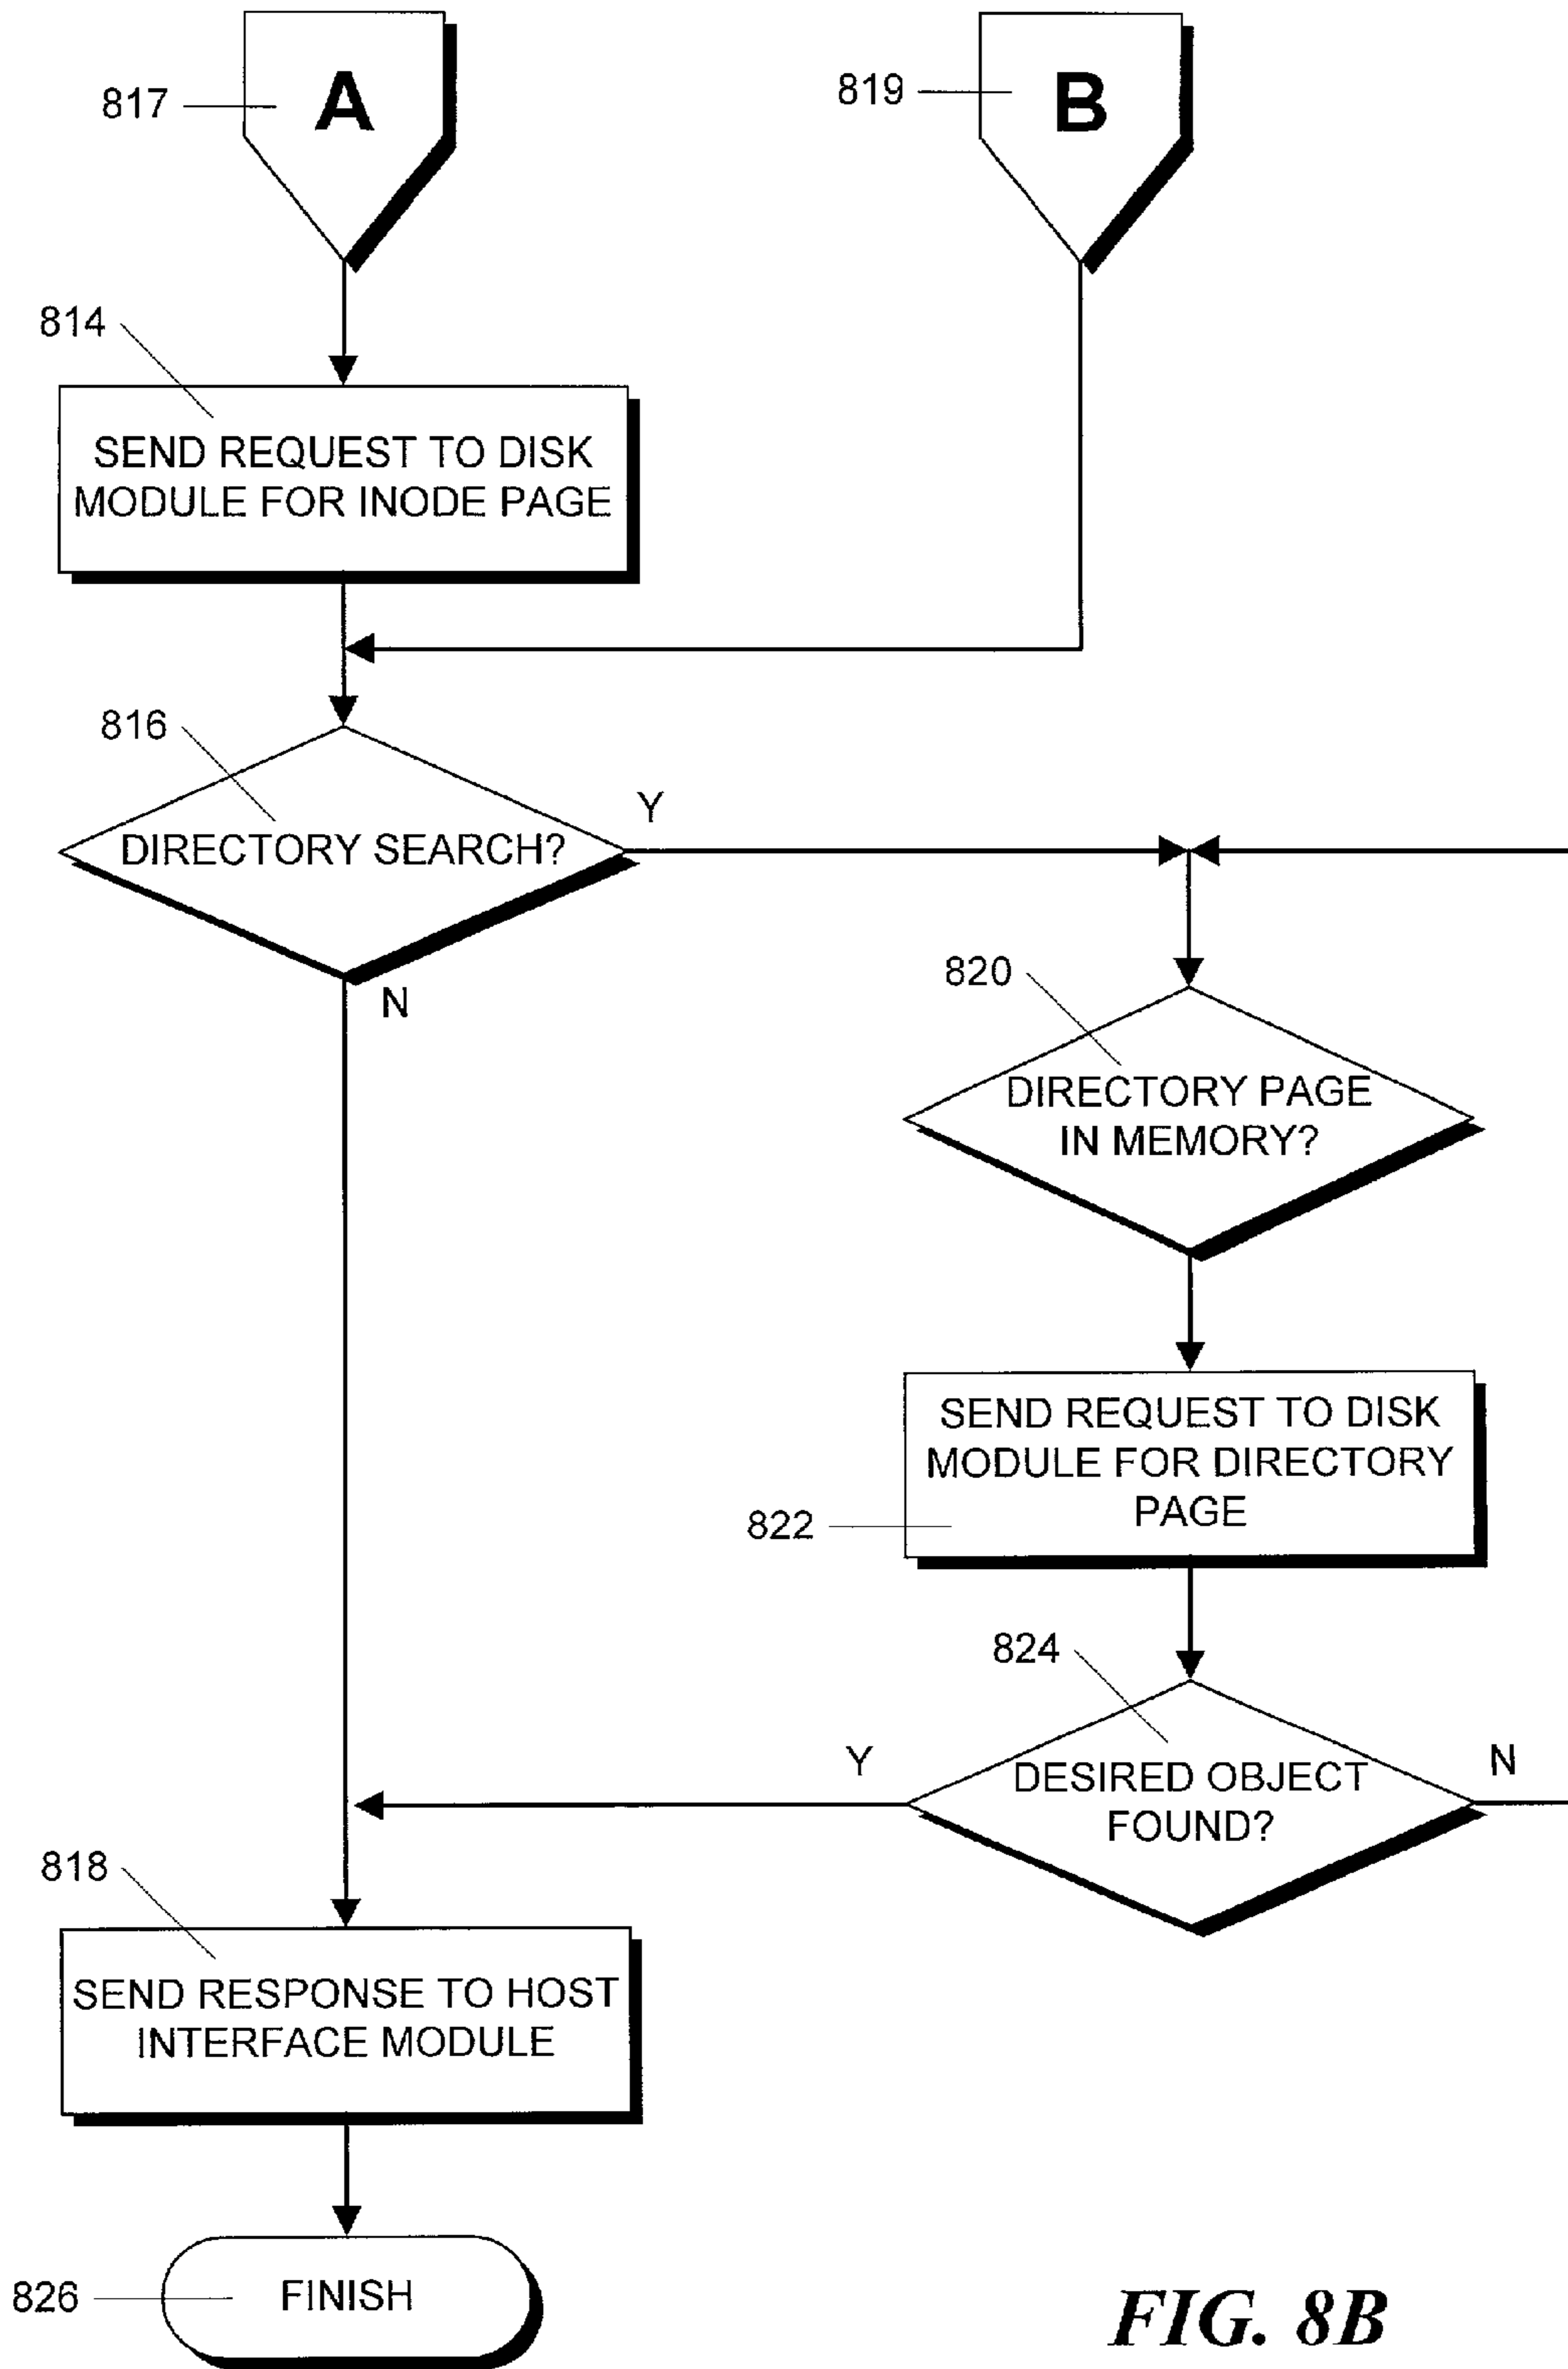 A
817
B
819
814
SEND REQUEST TO DISK
MODULE FOR INODE PAGE
816
DIRECTORY SEARCH?
Y
N
820
DIRECTORY PAGE
IN MEMORY?
SEND REQUEST TO DISK
MODULE FOR DIRECTORY
PAGE
822
824
DESIRED OBJECT
FOUND?
Y
N
818
SEND RESPONSE TO HOST
INTERFACE MODULE
826
FINISH
FIG. 8B